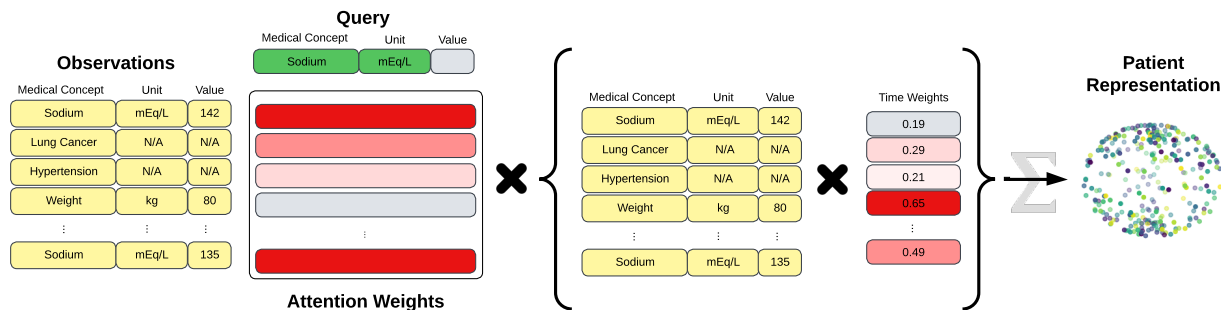 Observations
Medical Concept Unit Value
Sodium mEq/L 142
Lung Cancer N/A N/A
Hypertension N/A N/A
Weight kg 80
⋮ ⋮ ⋮
Sodium mEq/L 135
Query
Medical Concept Unit Value
Sodium mEq/L
⋮
Attention Weights
Medical Concept Unit Value
Sodium mEq/L 142
Lung Cancer N/A N/A
Hypertension N/A N/A
Weight kg 80
⋮ ⋮ ⋮
Sodium mEq/L 135
Time Weights
0.19
0.29
0.21
0.65
⋮
0.49
Σ
Patient
Representation